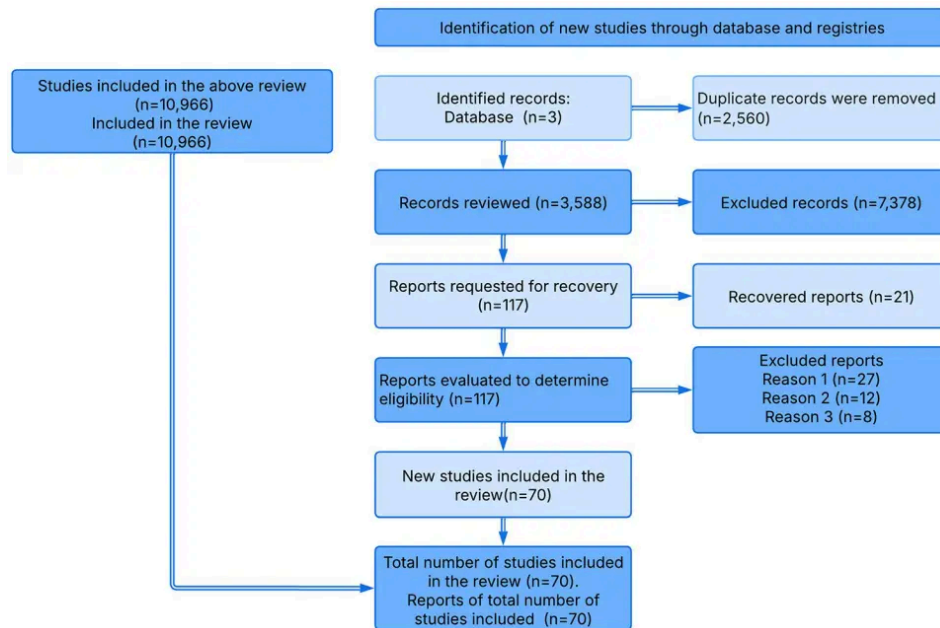 Identification of new studies through database and registries
Studies included in the above review
(n=10,966)
Included in the review
(n=10,966)
Identified records:
Database (n=3)
Duplicate records were removed
(n=2,560)
Records reviewed (n=3,588)
Excluded records (n=7,378)
Reports requested for recovery
(n=117)
Recovered reports (n=21)
Reports evaluated to determine
eligibility (n=117)
Excluded reports
Reason 1 (n=27)
Reason 2 (n=12)
Reason 3 (n=8)
New studies included in the
review(n=70)
Total number of studies included
in the review (n=70).
Reports of total number of
studies included (n=70)